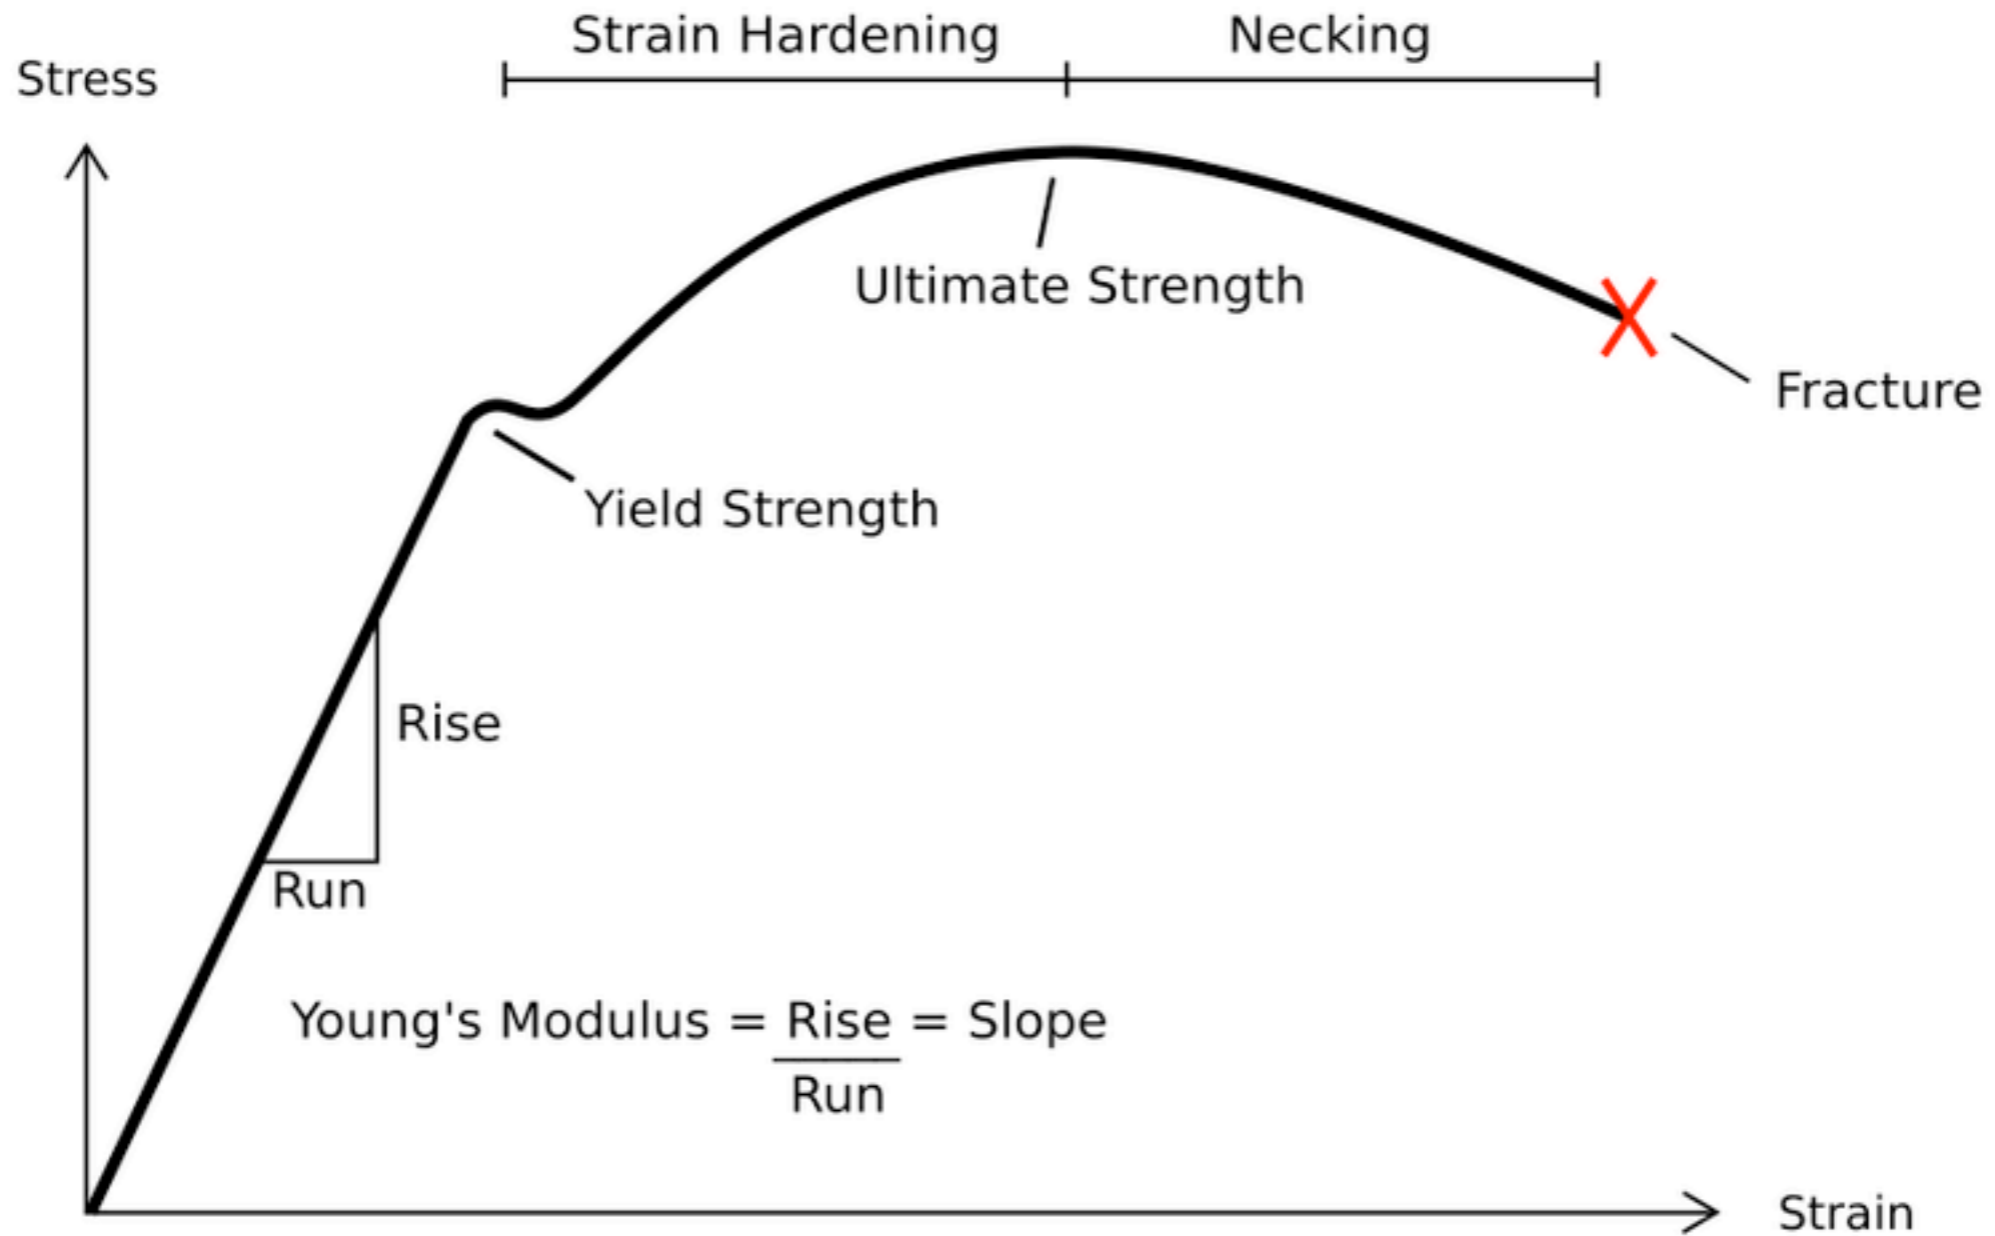 Strain Hardening
Necking
Stress
Ultimate Strength
Fracture
Yield Strength
Rise
Run
Young's Modulus = Rise = Slope
Run
Strain